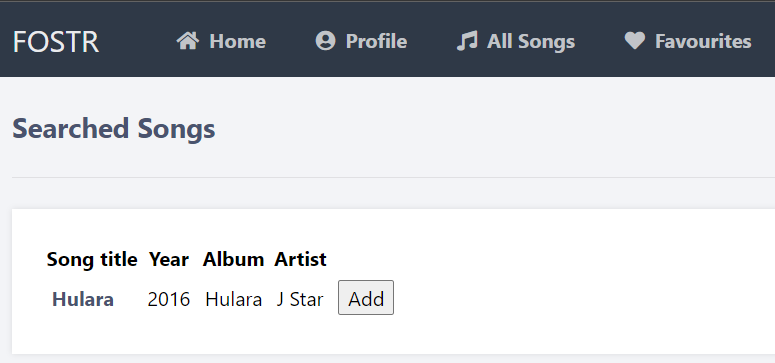 FOSTR Home Profile All Songs Favourites
Searched Songs
Song title Year Album Artist
Hulara 2016 Hulara J Star Add